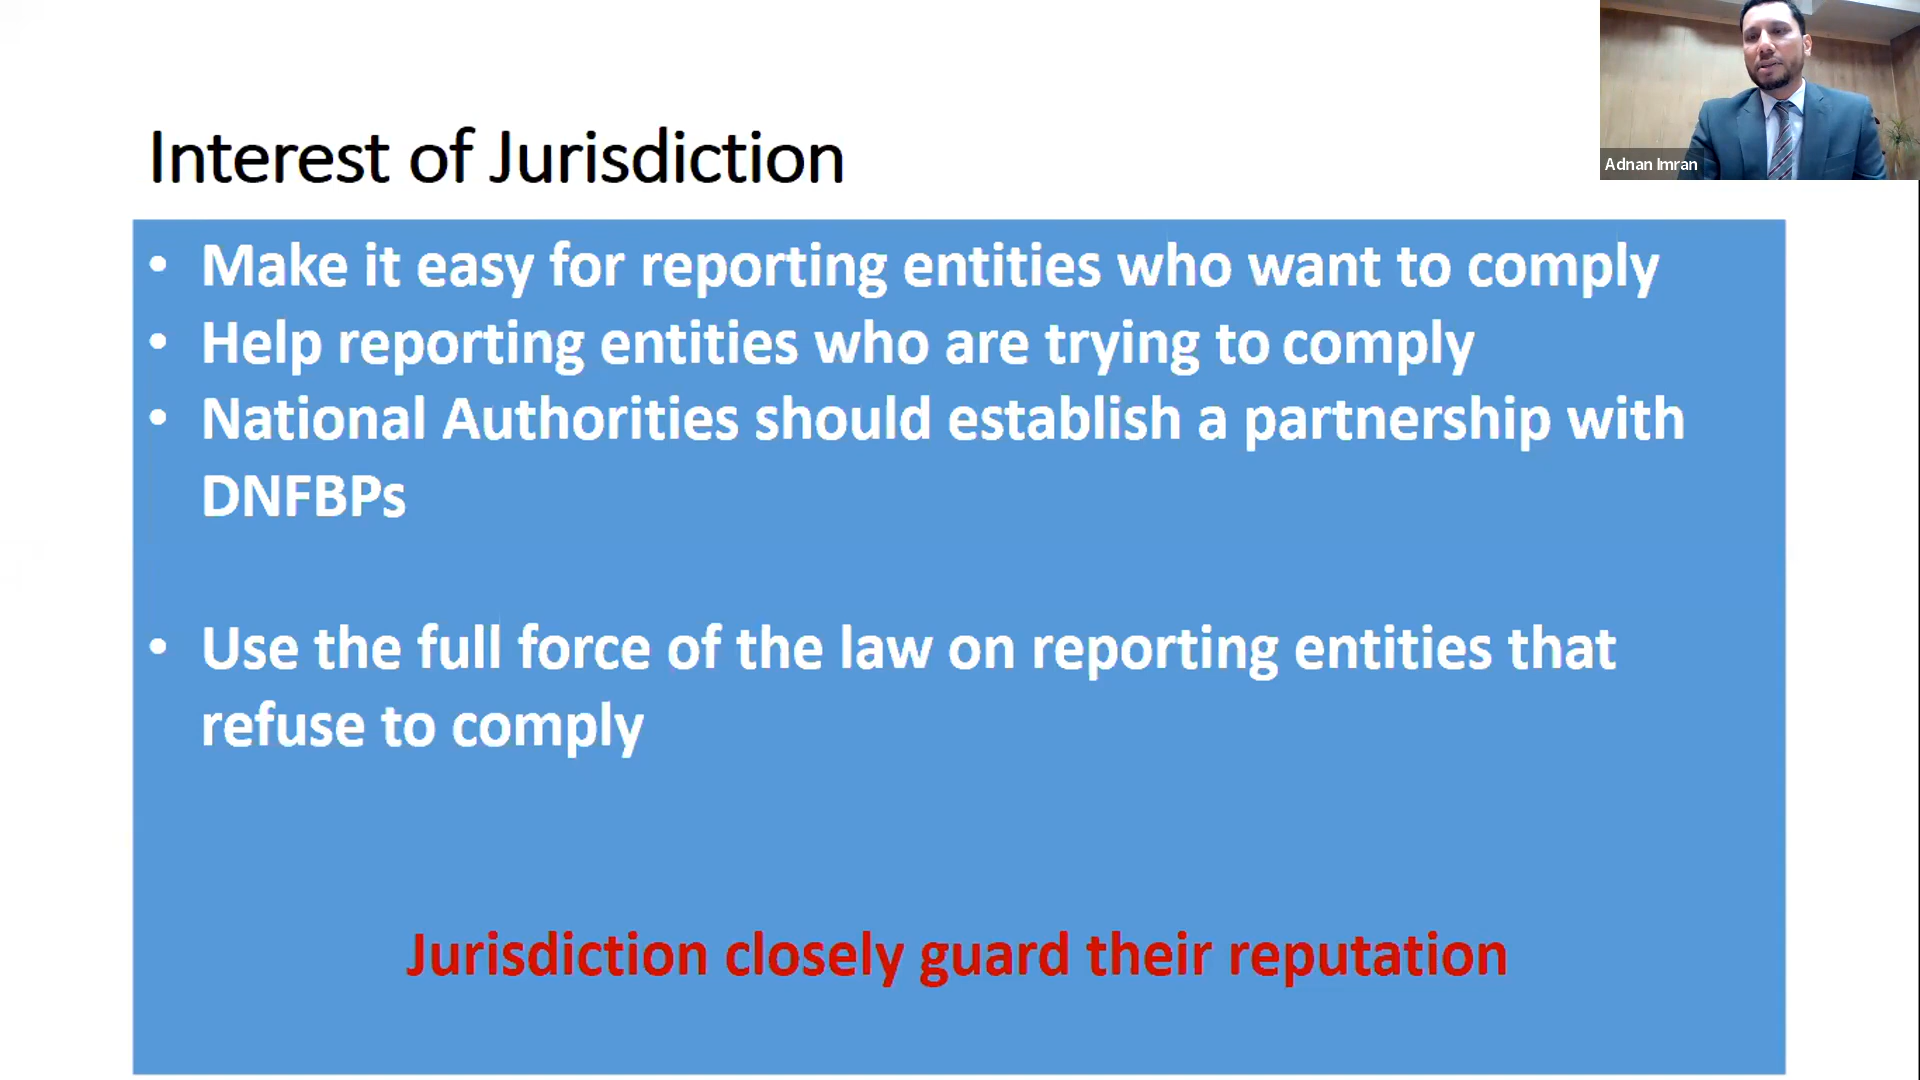 Interest of Jurisdiction
Adnan Imran
• Make it easy for reporting entities who want to comply
• Help reporting entities who are trying to comply
• National Authorities should establish a partnership with
DNFBPs
• Use the full force of the law on reporting entities that
refuse to comply
Jurisdiction closely guard their reputation